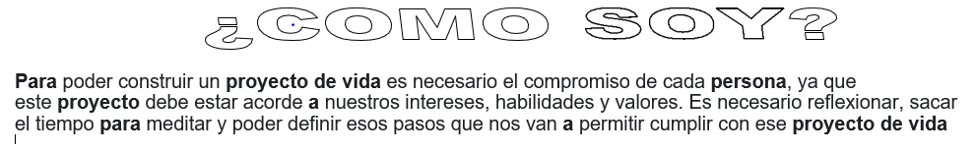 ¿COMO SOY?
Para poder construir un proyecto de vida es necesario el compromiso de cada persona, ya que
este proyecto debe estar acorde a nuestros intereses, habilidades y valores. Es necesario reflexionar, sacar
el tiempo para meditar y poder definir esos pasos que nos van a permitir cumplir con ese proyecto de vida